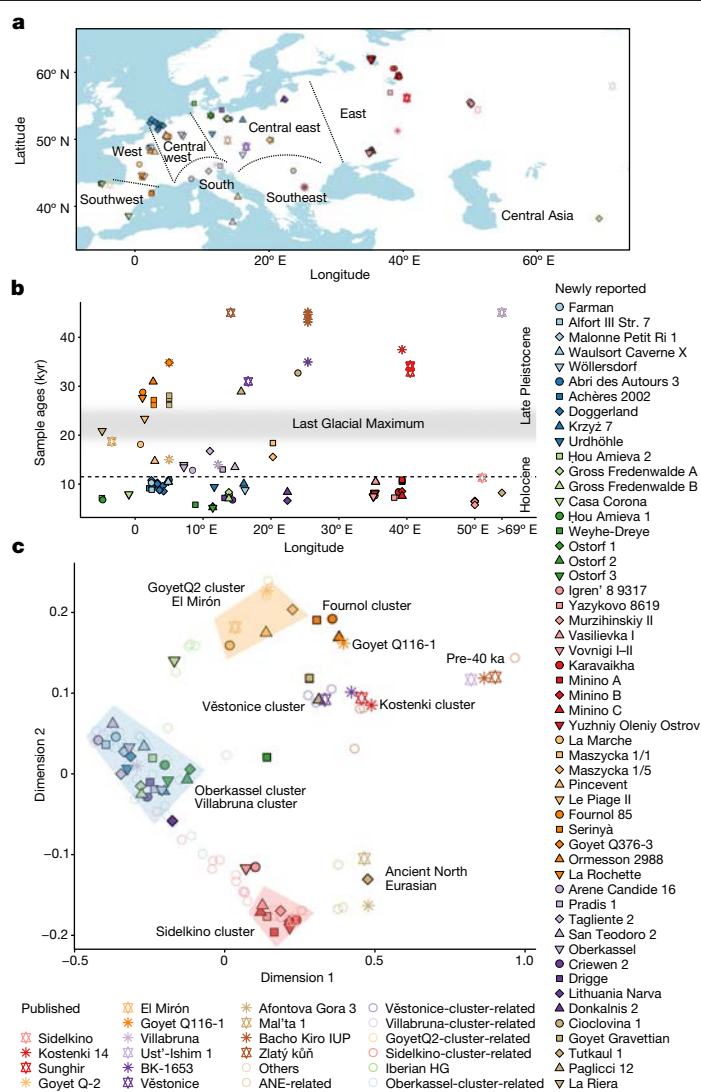 a
60° N
50° N
40° N
Latitude
West
Central
west
Central east
East
Southwest
South
Southeast
Central Asia
0
20° E
40° E
60° E
Longitude
b
40
30
20
10
Sample ages (kyr)
Last Glacial Maximum
Late Pleistocene
Holocene
0
10° E
20° E
30° E
40° E
50° E
>69° E
Longitude
c
GoyetQ2 cluster
El Mirón
Fournol cluster
Goyet Q116-1
Pre-40 ka
Věstonice cluster
Kostenki cluster
Oberkassel cluster
Villabruna cluster
Ancient North
Eurasian
Sidelkino cluster
0.2
0.1
0
−0.1
−0.2
Dimension 2
−0.5
0
0.5
1.0
Dimension 1
Newly reported
Farman
Alfort III Str. 7
Malonne Petit Ri 1
Waulsort Caverne X
Wöllersdorf
Abri des Autours 3
Achères 2002
Doggerland
Krzyż 7
Urdhöhle
Hou Amieva 2
Gross Fredenwalde A
Gross Fredenwalde B
Casa Corona
Hou Amieva 1
Weyhe-Dreye
Ostorf 1
Ostorf 2
Ostorf 3
Igren' 8 9317
Yazykovo 8619
Murzihinskiy II
Vasilievka I
Vovnigi I–II
Karavaikha
Minino A
Minino B
Minino C
Yuzhniy Oleniy Ostrov
La Marche
Maszycka 1/1
Maszycka 1/5
Pincevent
Le Piage II
Fournol 85
Serinyà
Goyet Q376-3
Ormesson 2988
La Rochette
Arene Candide 16
Pradis 1
Tagliente 2
San Teodoro 2
Oberkassel
Criewen 2
Drigge
Lithuania Narva
Donkalnis 2
Cioclovina 1
Goyet Gravettian
Tutkaul 1
Paglicci 12
La Riera
Published
Sidelkino
Kostenki 14
Sunghir
Goyet Q-2
El Mirón
Goyet Q116-1
Villabruna
Ust'-Ishim 1
BK-1653
Věstonice
Afontova Gora 3
Mal'ta 1
Bacho Kiro IUP
Zlatý kůň
Others
ANE-related
Věstonice-cluster-related
Villabruna-cluster-related
GoyetQ2-cluster-related
Sidelkino-cluster-related
Iberian HG
Oberkassel-cluster-related